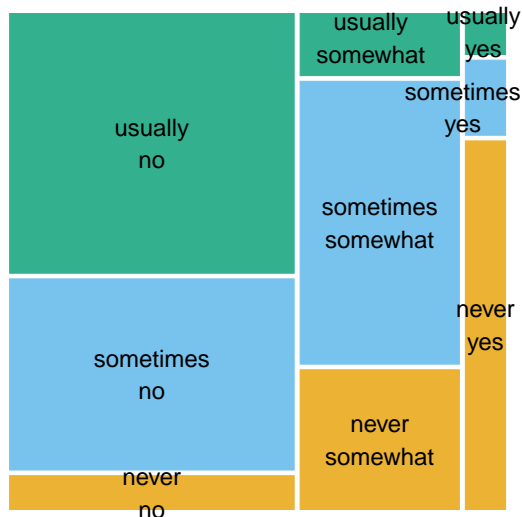 usually
no
sometimes
no
never
no
usually
somewhat
sometimes
somewhat
never
somewhat
usually
yes
sometimes
yes
never
yes